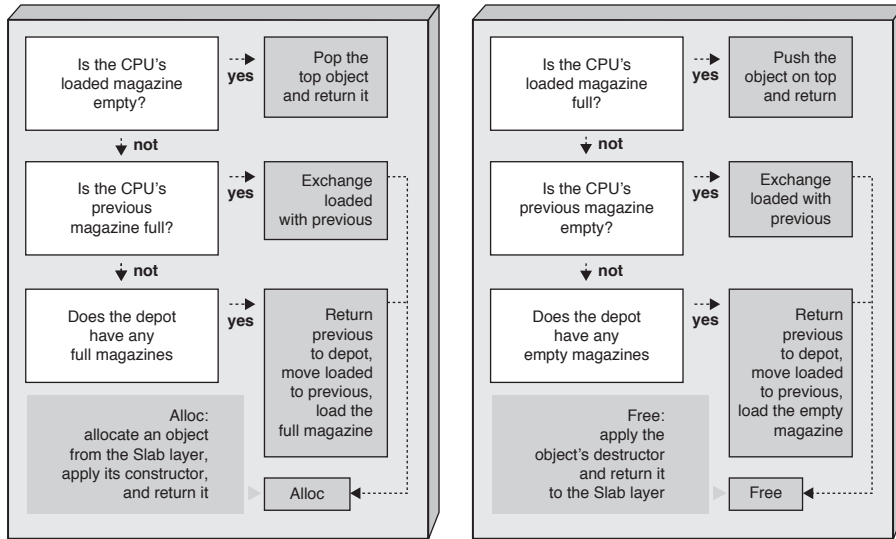 Is the CPU's
loaded magazine
empty?
yes
Pop the
top object
and return it
not
Is the CPU's
previous
magazine full?
yes
Exchange
loaded
with previous
not
Does the depot
have any
full magazines
yes
Return
previous
to depot,
move loaded
to previous,
load the
full magazine
Alloc:
allocate an object
from the Slab layer,
apply its constructor,
and return it
Alloc
Is the CPU's
loaded magazine
full?
yes
Push the
object on top
and return
not
Is the CPU's
previous magazine
empty?
yes
Exchange
loaded with
previous
not
Does the depot
have any
empty magazines
yes
Return
previous
to depot,
move loaded
to previous,
load the empty
magazine
Free:
apply the
object's destructor
and return it
to the Slab layer
Free